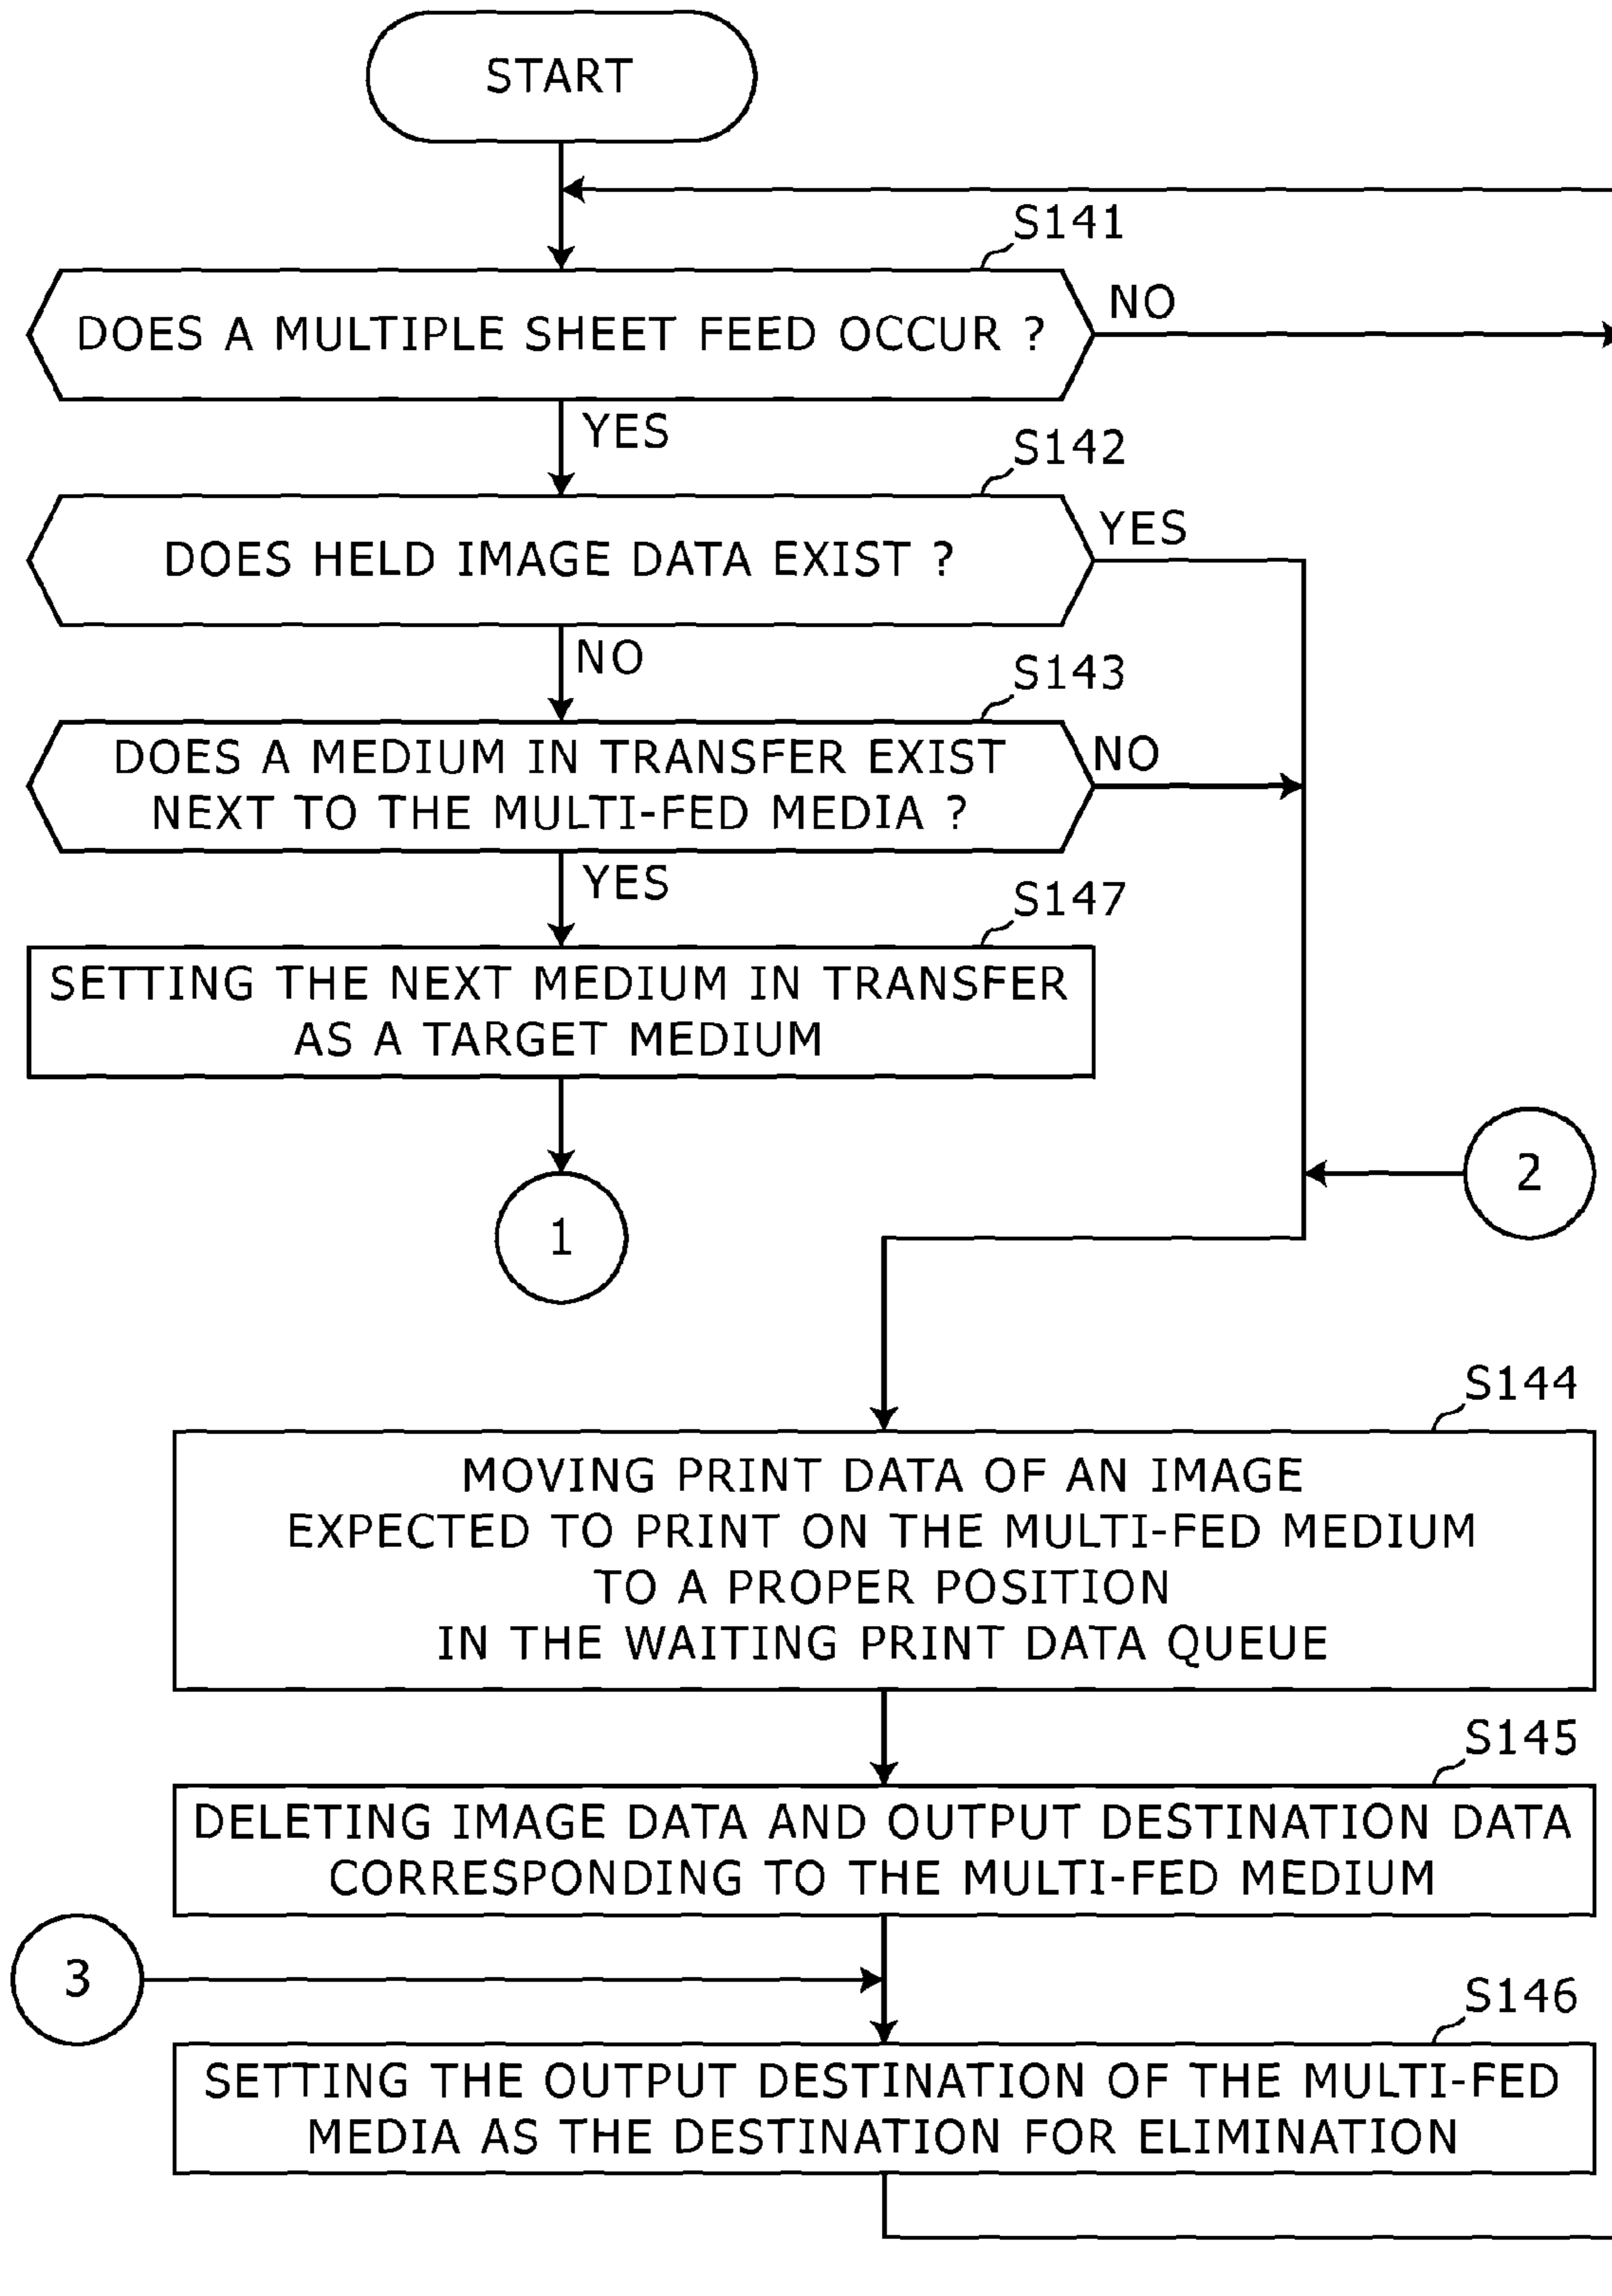 START
S141
DOES A MULTIPLE SHEET FEED OCCUR ?
NO
YES
S142
DOES HELD IMAGE DATA EXIST ?
YES
NO
S143
DOES A MEDIUM IN TRANSFER EXIST
NEXT TO THE MULTI-FED MEDIA ?
NO
YES
S147
SETTING THE NEXT MEDIUM IN TRANSFER
AS A TARGET MEDIUM
2
1
S144
MOVING PRINT DATA OF AN IMAGE
EXPECTED TO PRINT ON THE MULTI-FED MEDIUM
TO A PROPER POSITION
IN THE WAITING PRINT DATA QUEUE
S145
DELETING IMAGE DATA AND OUTPUT DESTINATION DATA
CORRESPONDING TO THE MULTI-FED MEDIUM
3
S146
SETTING THE OUTPUT DESTINATION OF THE MULTI-FED
MEDIA AS THE DESTINATION FOR ELIMINATION